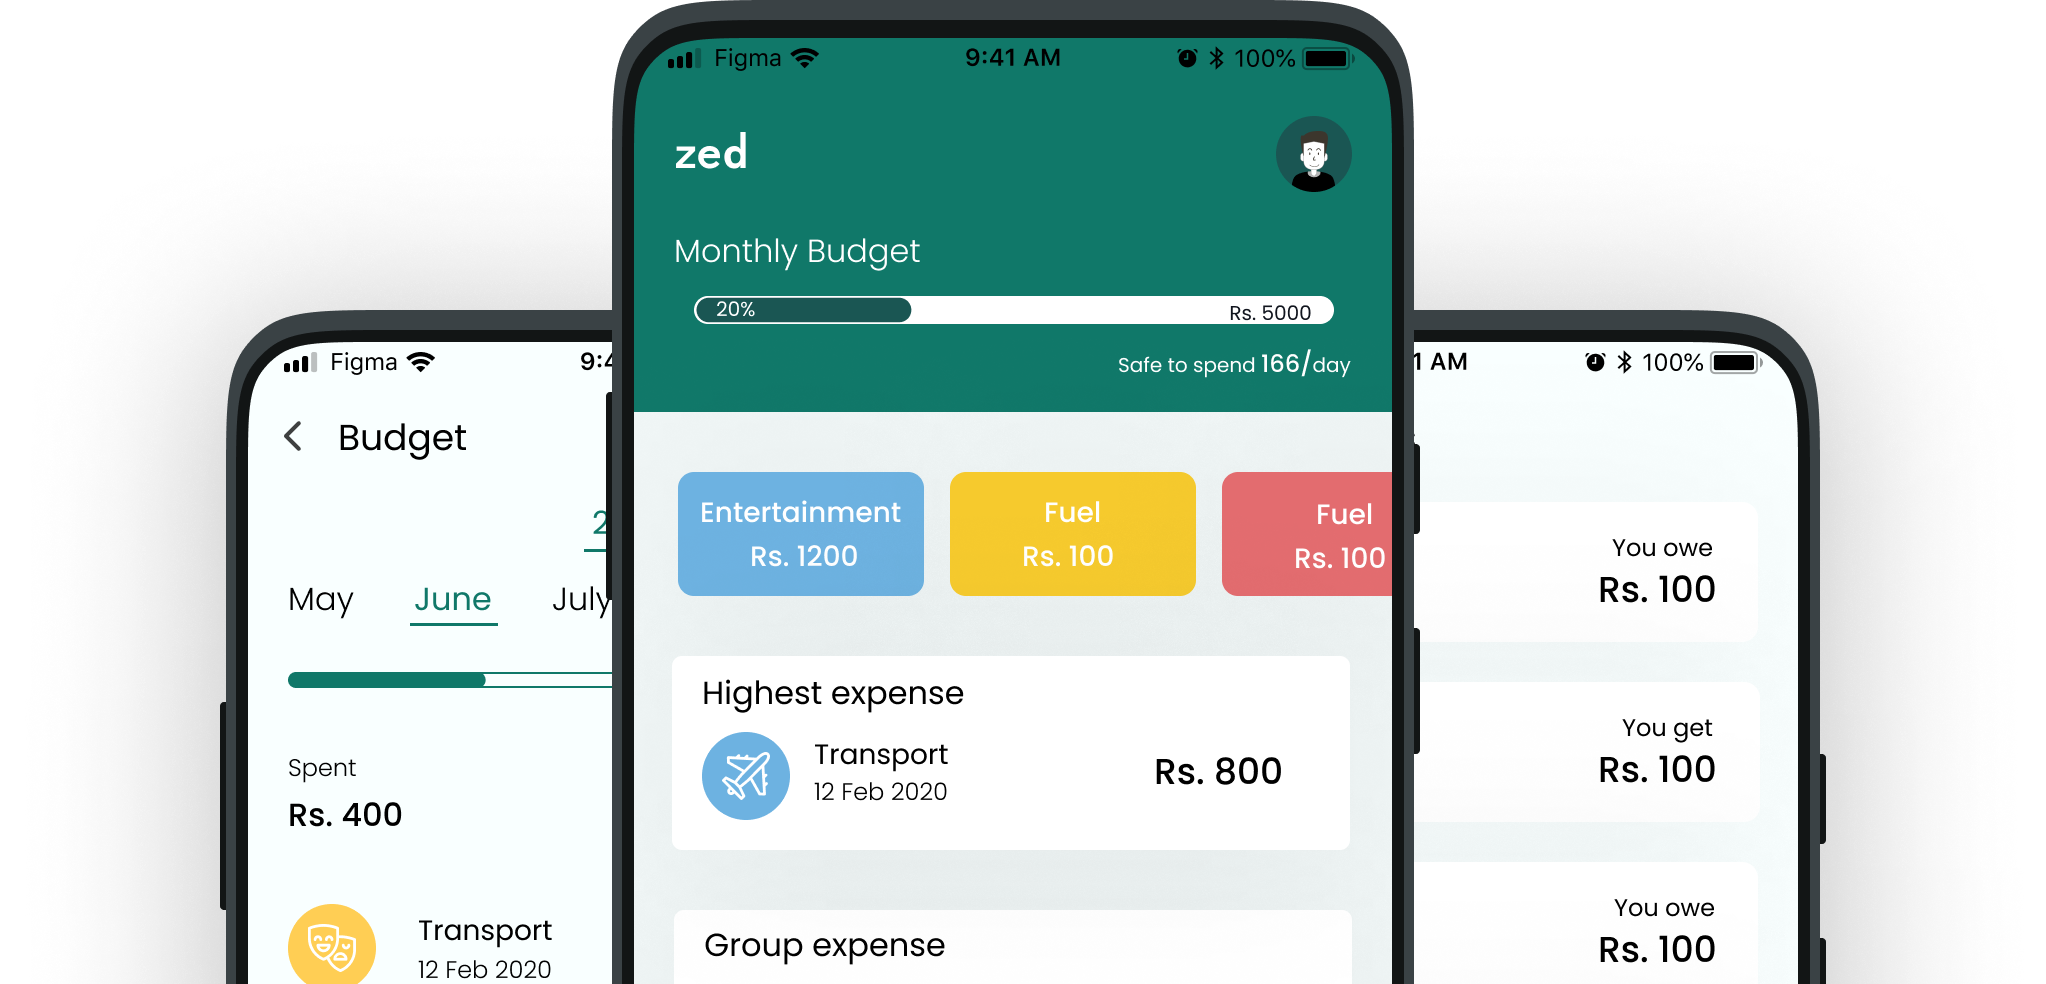 Figma
9:41 AM
100%
zed
Monthly Budget
20%
Rs. 5000
Safe to spend 166/day
Entertainment
Rs. 1200
Fuel
Rs. 100
Fuel
Rs. 100
Highest expense
Transport
12 Feb 2020
Rs. 800
Group expense
Figma
9:4
Budget
2
May
June
July
Spent
Rs. 400
Transport
12 Feb 2020
1 AM
100%
You owe
Rs. 100
You get
Rs. 100
You owe
Rs. 100